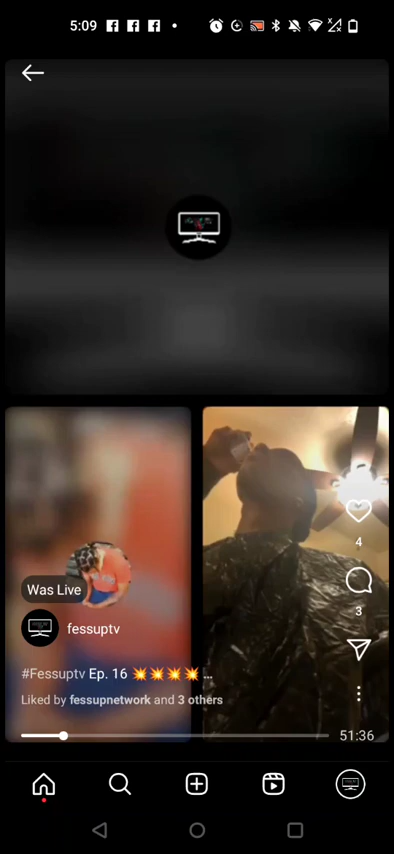 5:09
4
Was Live
3
fessuptv
#Fessuptv Ep. 16 💥💥💥💥 ...
Liked by fessupnetwork and 3 others
51:36